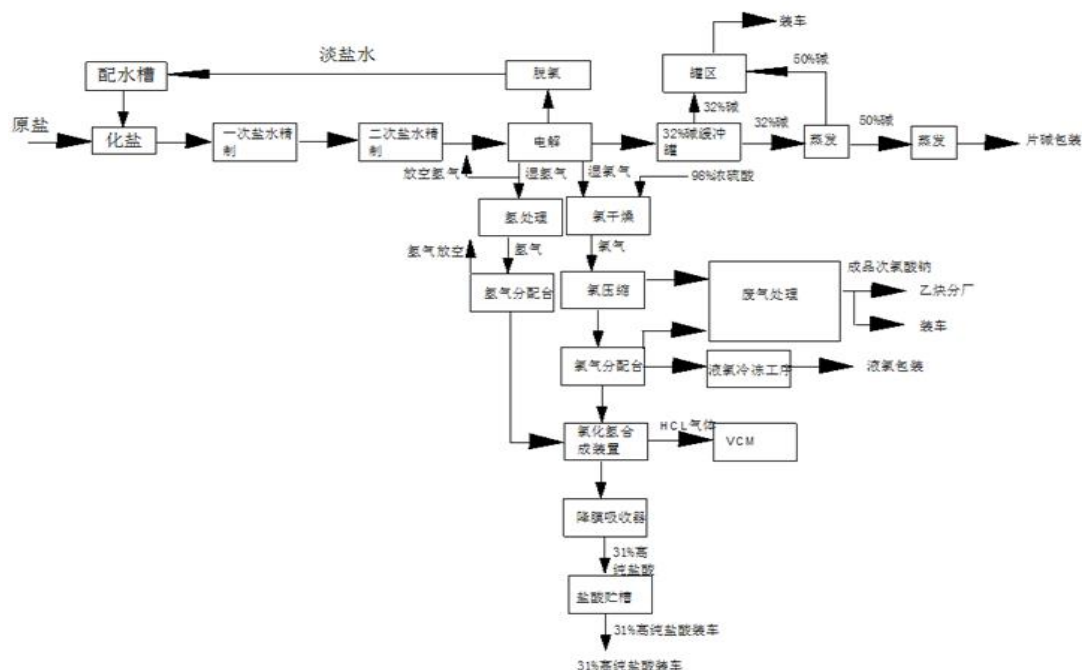 装车
淡盐水
50%碱
配水槽
脱氯
罐区
32%碱
原盐
化盐
一次盐水精
制
二次盐水精
制
电解
32%碱缓冲
罐
32%碱
蒸发
50%碱
蒸发
片碱包装
放空氢气
湿氢气
湿氯气
98%浓硫酸
氢处理
氯干燥
氢气放空
氢气
氯气
氢气分配台
氯压缩
废气处理
成品次氯酸钠
乙炔分厂
装车
氯气分配台
液氯冷冻工序
液氯包装
氯化氢合
成装置
HCL气体
VCM
降膜吸收器
31%高
纯盐酸
盐酸贮槽
31%高纯盐酸装车
31%高纯盐酸装车